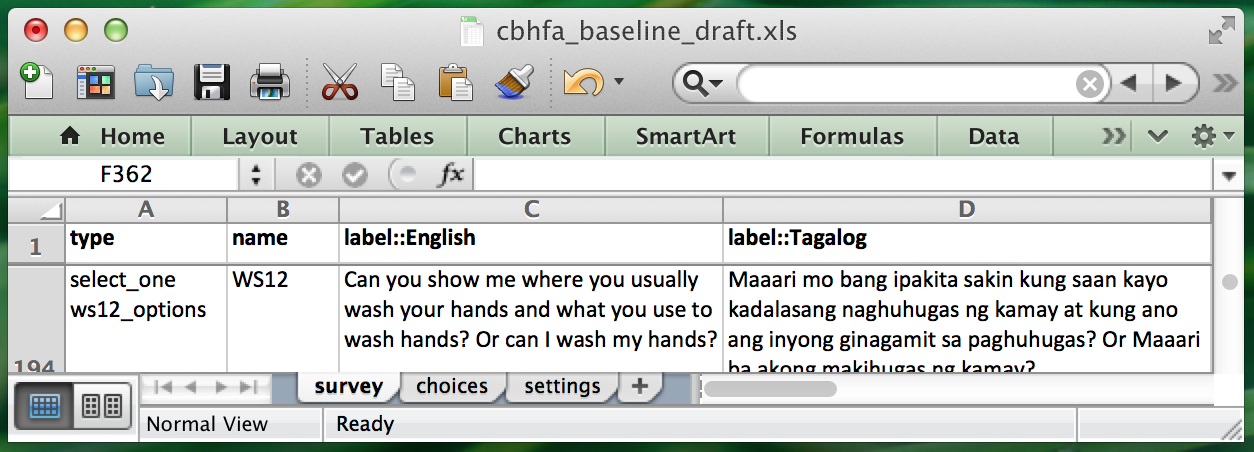 cbhfa_baseline_draft.xls
Home Layout Tables Charts SmartArt Formulas Data
F362 fx
A B C D
1 type name label::English label::Tagalog
select_one WS12 Can you show me where you usually Maaari mo bang ipakita sakin kung saan kayo
ws12_options wash your hands and what you use to kadalasang naghuhugas ng kamay at kung ano
wash hands? Or can I wash my hands? ang inyong ginagamit sa paghuhugas? Or Maaari
194 ba akong makihugas ng kamay?
survey choices settings +
Normal View Ready